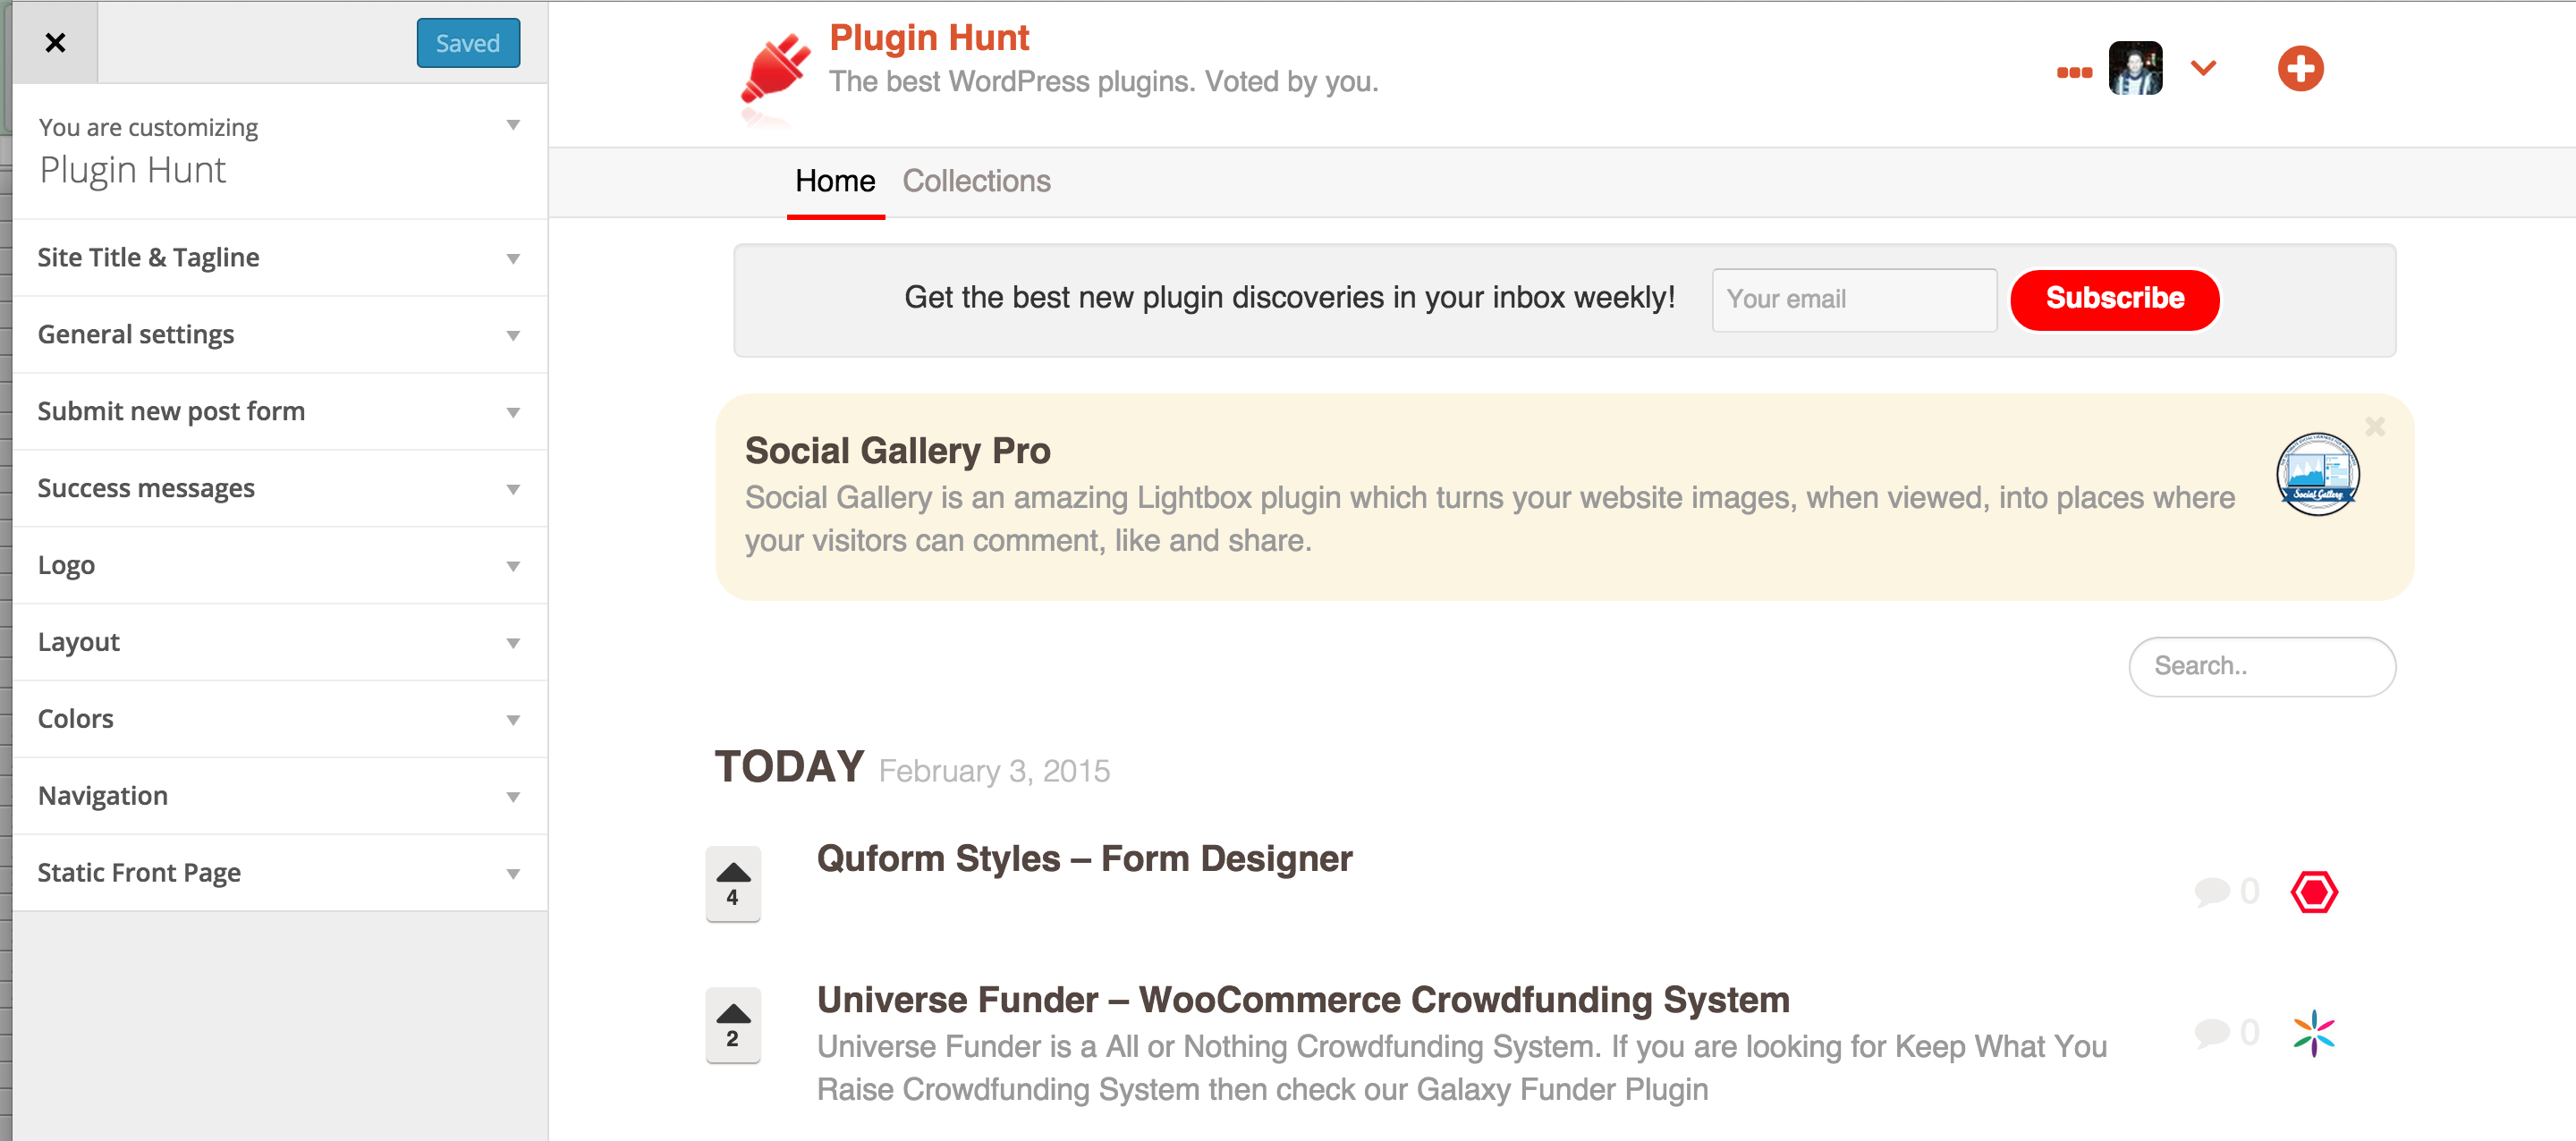 Saved
You are customizing
Plugin Hunt
Site Title & Tagline
General settings
Submit new post form
Success messages
Logo
Layout
Colors
Navigation
Static Front Page
Plugin Hunt
The best WordPress plugins. Voted by you.
Home Collections
Get the best new plugin discoveries in your inbox weekly! Your email Subscribe
Social Gallery Pro
Social Gallery is an amazing Lightbox plugin which turns your website images, when viewed, into places where
your visitors can comment, like and share.
Social Gallery
Search..
TODAY February 3, 2015
Quform Styles – Form Designer
4
0
Universe Funder – WooCommerce Crowdfunding System
2
Universe Funder is a All or Nothing Crowdfunding System. If you are looking for Keep What You
Raise Crowdfunding System then check our Galaxy Funder Plugin
0